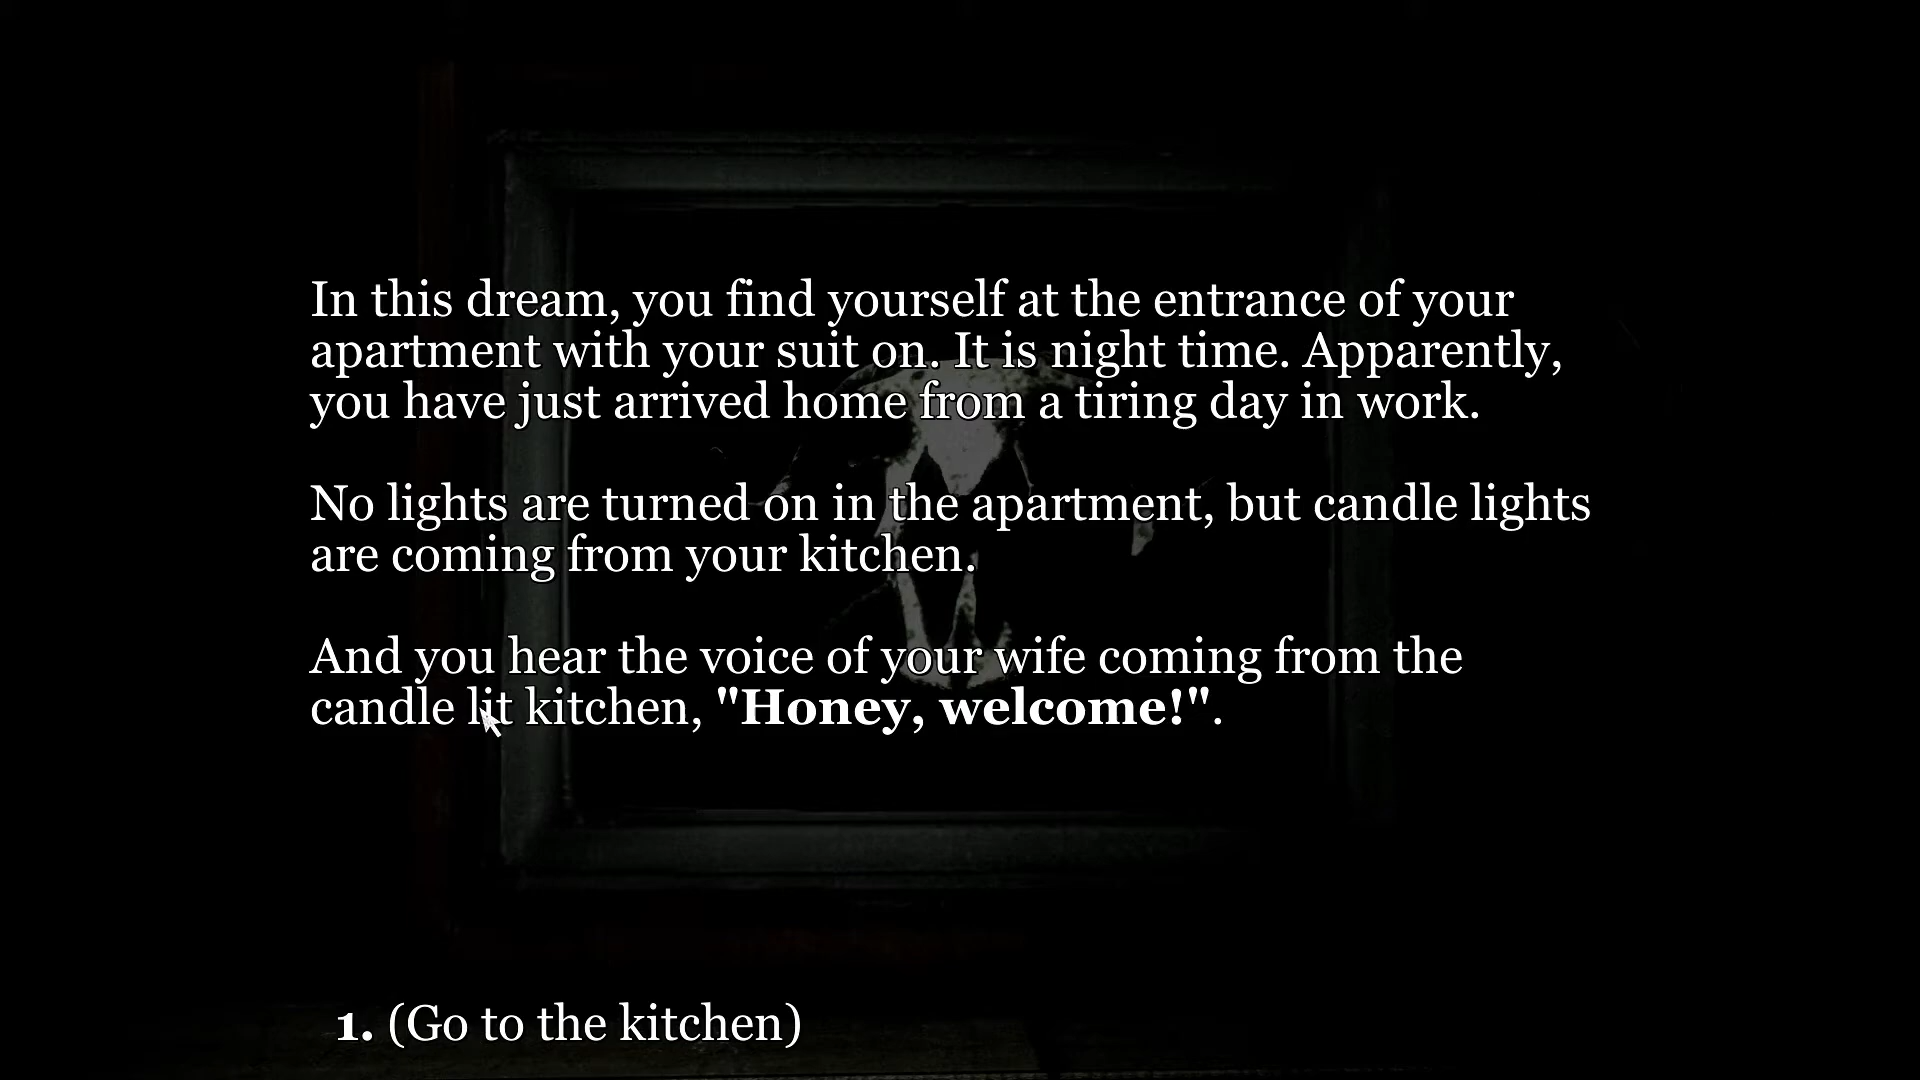 In this dream, you find yourself at the entrance of your
apartment with your suit on. It is night time. Apparently,
you have just arrived home from a tiring day in work.
No lights are turned on in the apartment, but candle lights
are coming from your kitchen.
And you hear the voice of your wife coming from the
candle lit kitchen, "Honey, welcome!".
1. (Go to the kitchen)